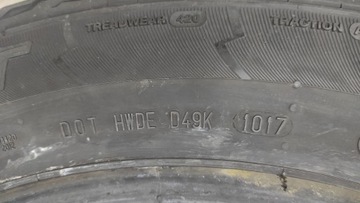 TREADWEAR 420 TRACTION
DOT HWDE D49K 1017